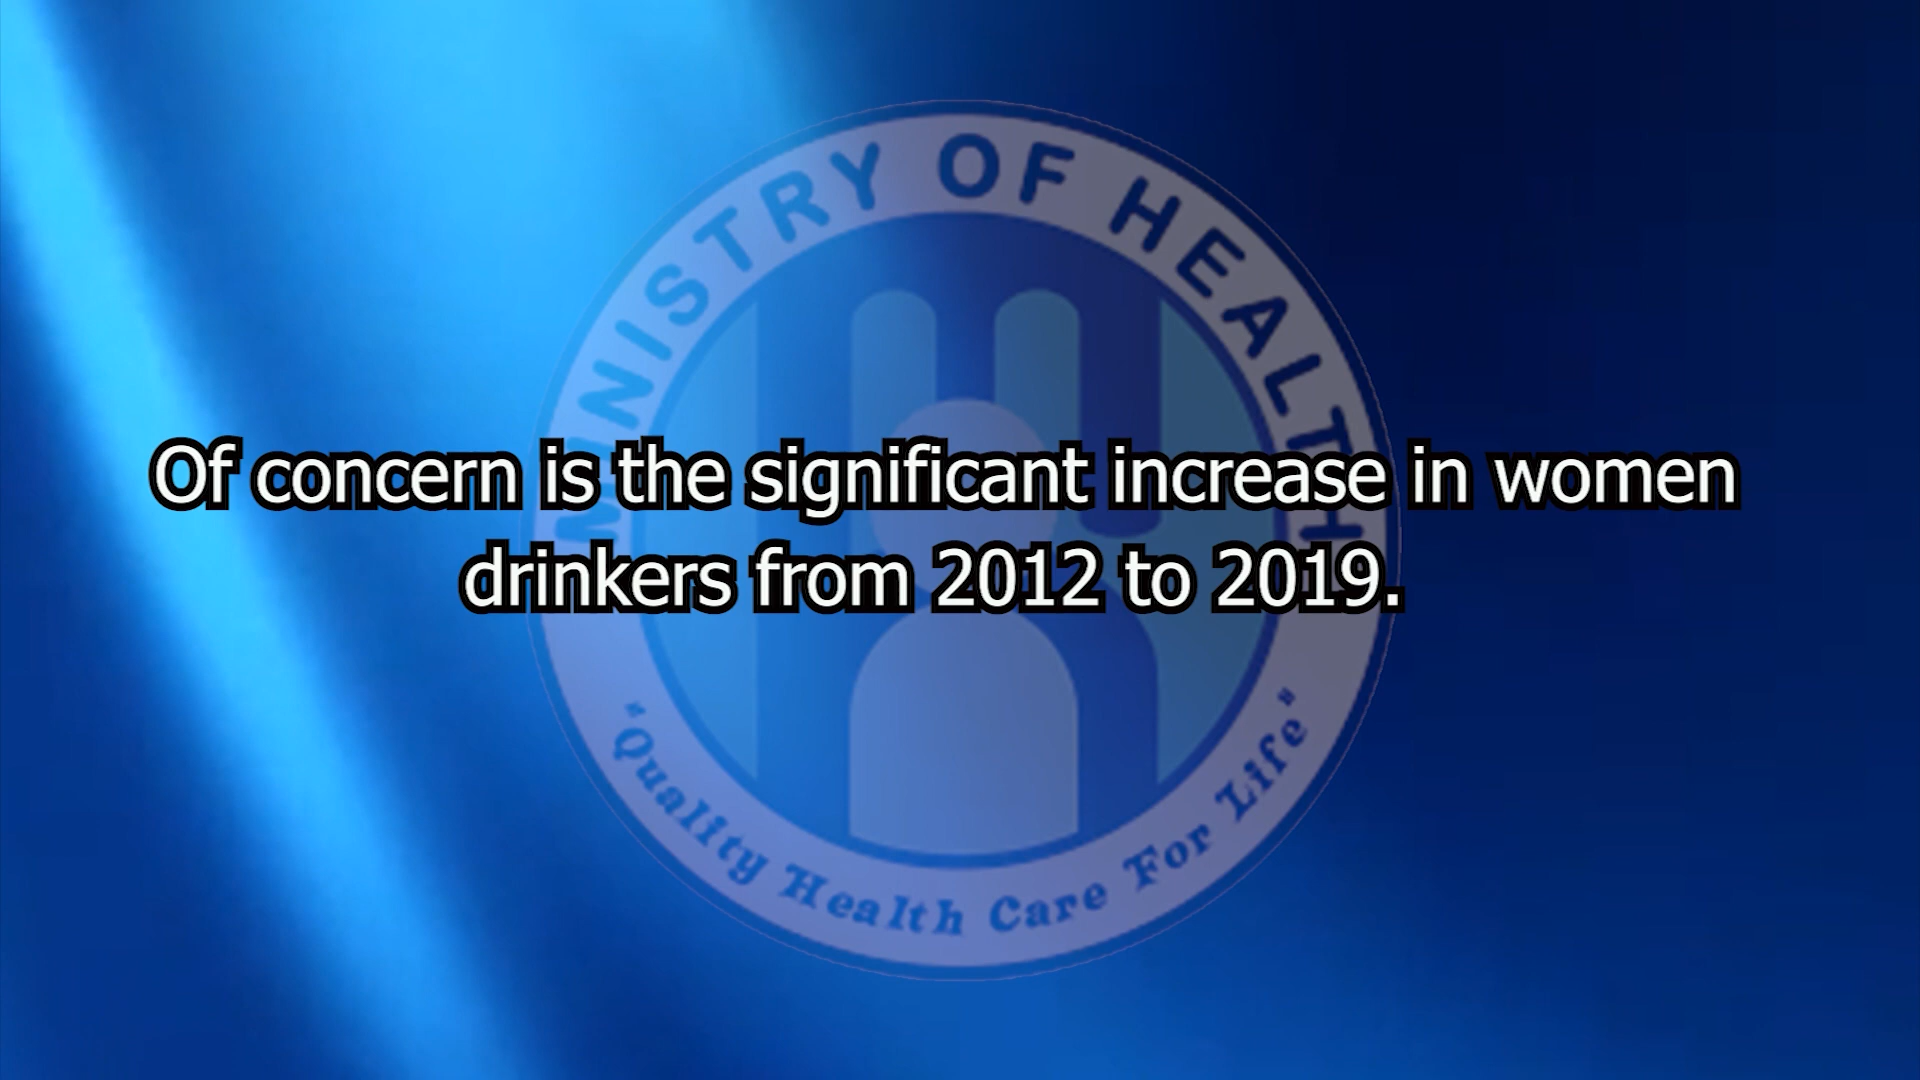 MINISTRY OF HEALTH
Of concern is the significant increase in women
drinkers from 2012 to 2019.
"Quality Health Care For Life"